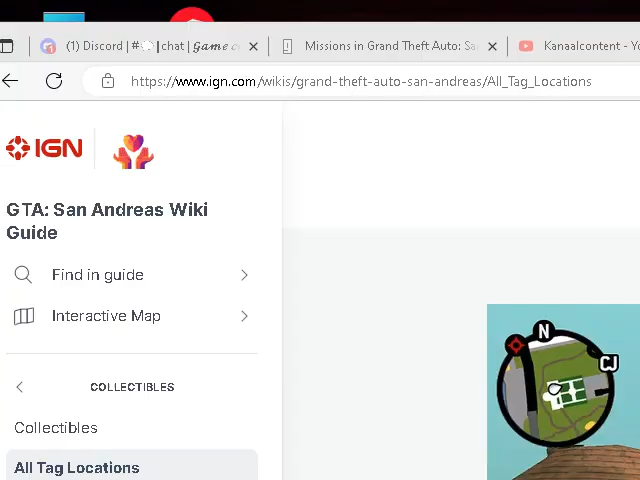 (1) Discord | # | chat | 𝓖𝓪𝓶𝓮
Missions in Grand Theft Auto: Sa
Kanaalcontent - Yo
https://www.ign.com/wikis/grand-theft-auto-san-andreas/All_Tag_Locations
IGN
GTA: San Andreas Wiki
Guide
Find in guide
Interactive Map
COLLECTIBLES
Collectibles
All Tag Locations
N
CJ